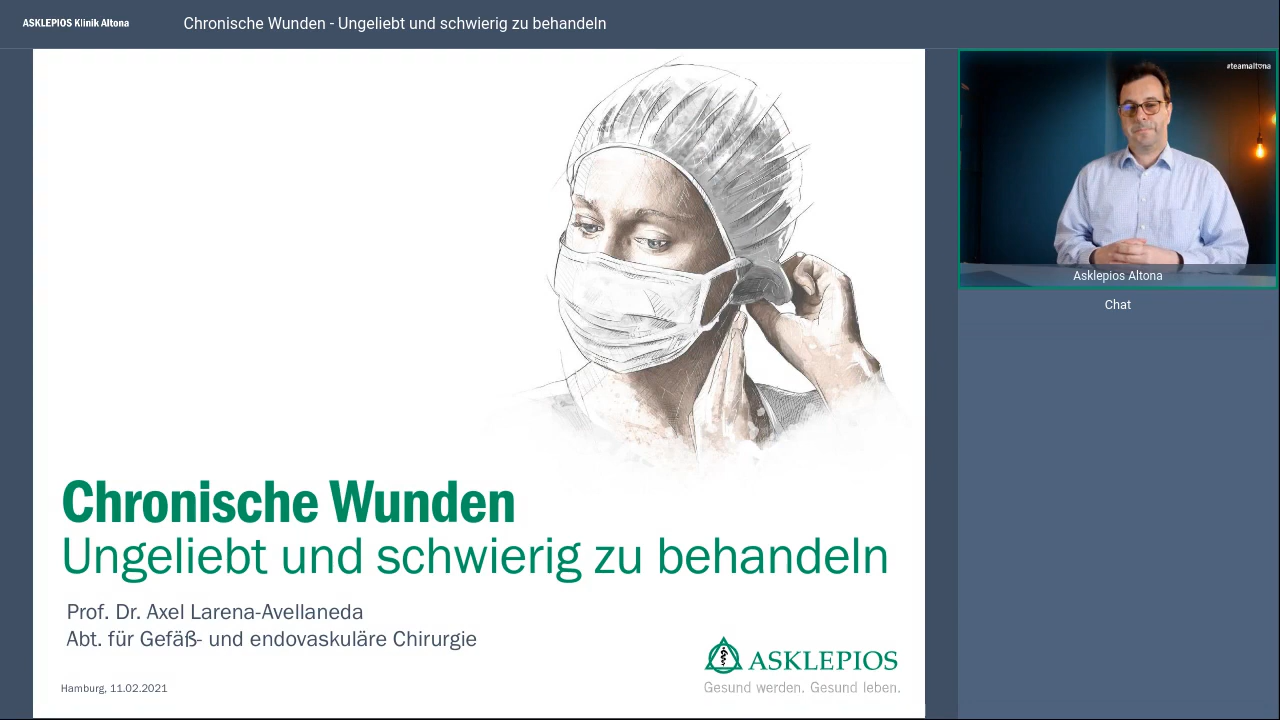 ASKLEPIOS Klinik Altona
Chronische Wunden - Ungeliebt und schwierig zu behandeln
#teamaltona
Asklepios Altona
Chat
Chronische Wunden
Ungeliebt und schwierig zu behandeln
Prof. Dr. Axel Larena-Avellaneda
Abt. für Gefäß- und endovaskuläre Chirurgie
ASKLEPIOS
Gesund werden. Gesund leben.
Hamburg, 11.02.2021